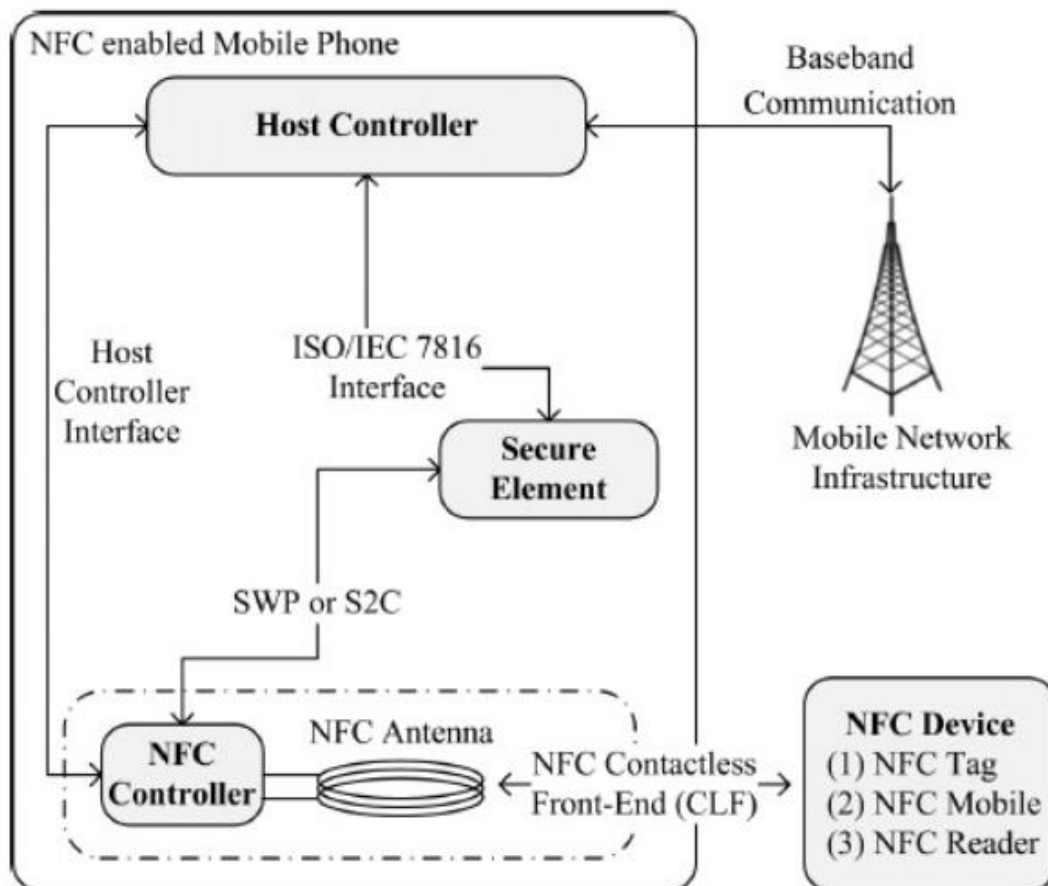 NFC enabled Mobile Phone
Host Controller
Baseband
Communication
Host
Controller
Interface
ISO/IEC 7816
Interface
Secure
Element
Mobile Network
Infrastructure
SWP or S2C
NFC
Controller
NFC Antenna
NFC Contactless
Front-End (CLF)
NFC Device
(1) NFC Tag
(2) NFC Mobile
(3) NFC Reader